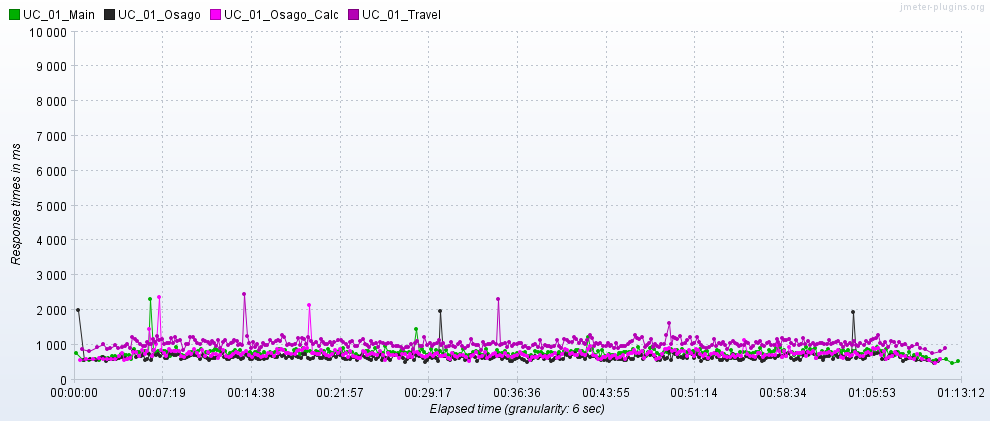 UC_01_Main UC_01_Osago UC_01_Osago_Calc UC_01_Travel
jmeter-plugins.org
10 000
9 000
8 000
7 000
6 000
5 000
4 000
3 000
2 000
1 000
0
Response times in ms
00:00:00 00:07:19 00:14:38 00:21:57 00:29:17 00:36:36 00:43:55 00:51:14 00:58:34 01:05:53 01:13:12
Elapsed time (granularity: 6 sec)